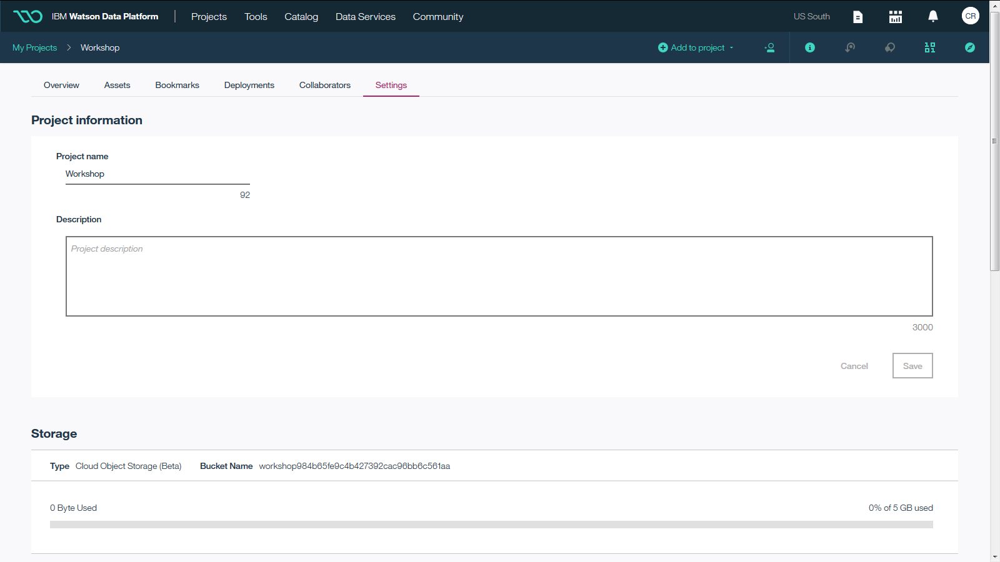 IBM Watson Data Platform Projects Tools Catalog Data Services Community US South CR
My Projects > Workshop Add to project
Overview Assets Bookmarks Deployments Collaborators Settings
Project information
Project name
Workshop
92
Description
Project description
3000
Cancel Save
Storage
Type Cloud Object Storage (Beta) Bucket Name workshop984b65fe9c4b427392cac96bb6c561aa
0 Byte Used 0% of 5 GB used